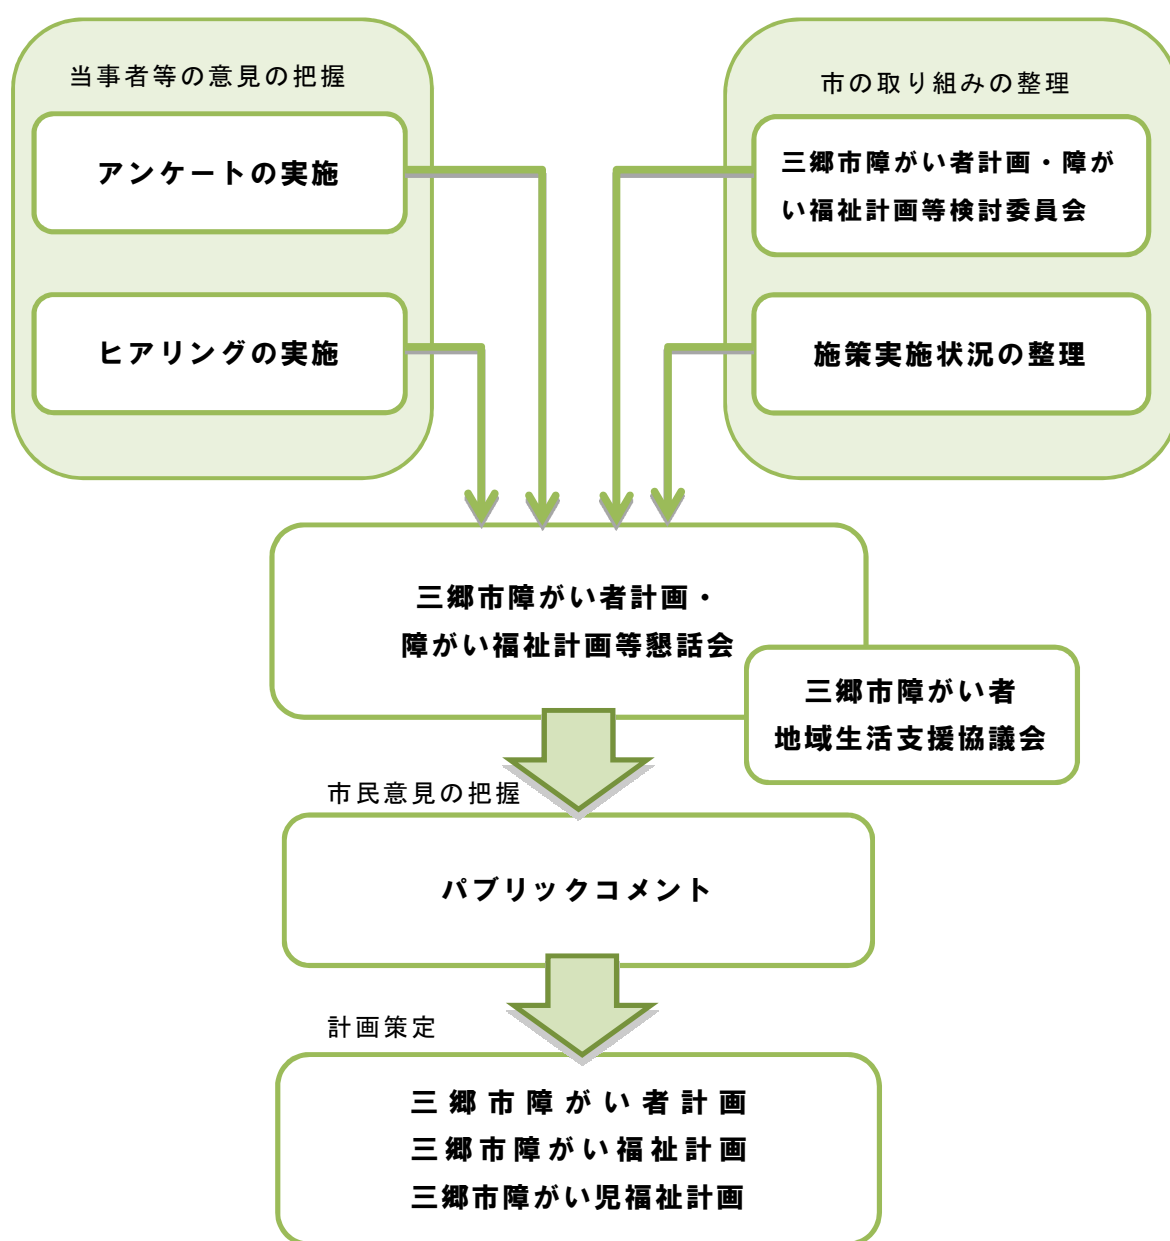 当事者等の意見の把握
アンケートの実施
ヒアリングの実施
市の取り組みの整理
三郷市障がい者計画・障が
い福祉計画等検討委員会
施策実施状況の整理
三郷市障がい者計画・
障がい福祉計画等懇話会
三郷市障がい者
地域生活支援協議会
市民意見の把握
パブリックコメント
計画策定
三郷市障がい者計画
三郷市障がい福祉計画
三郷市障がい児福祉計画